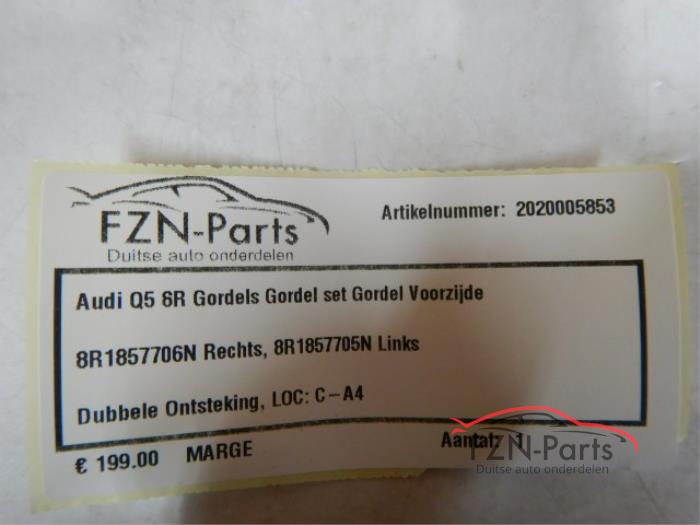 FZN-Parts
Duitse auto onderdelen
Artikelnummer: 2020005853
Audi Q5 8R Gordels Gordel set Gordel Voorzijde
8R1857706N Rechts, 8R1857705N Links
Dubbele Ontsteking, LOC: C-A4
€ 199.00 MARGE
Aantal: 1
FZN-Parts
Duitse auto onderdelen